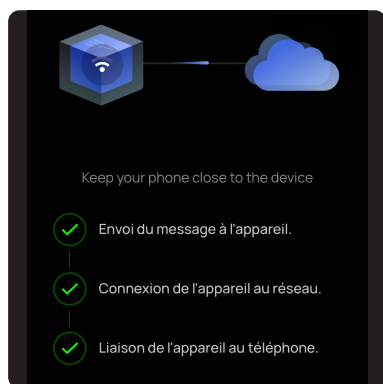 Keep your phone close to the device
Envoi du message à l'appareil.
Connexion de l'appareil au réseau.
Liaison de l'appareil au téléphone.